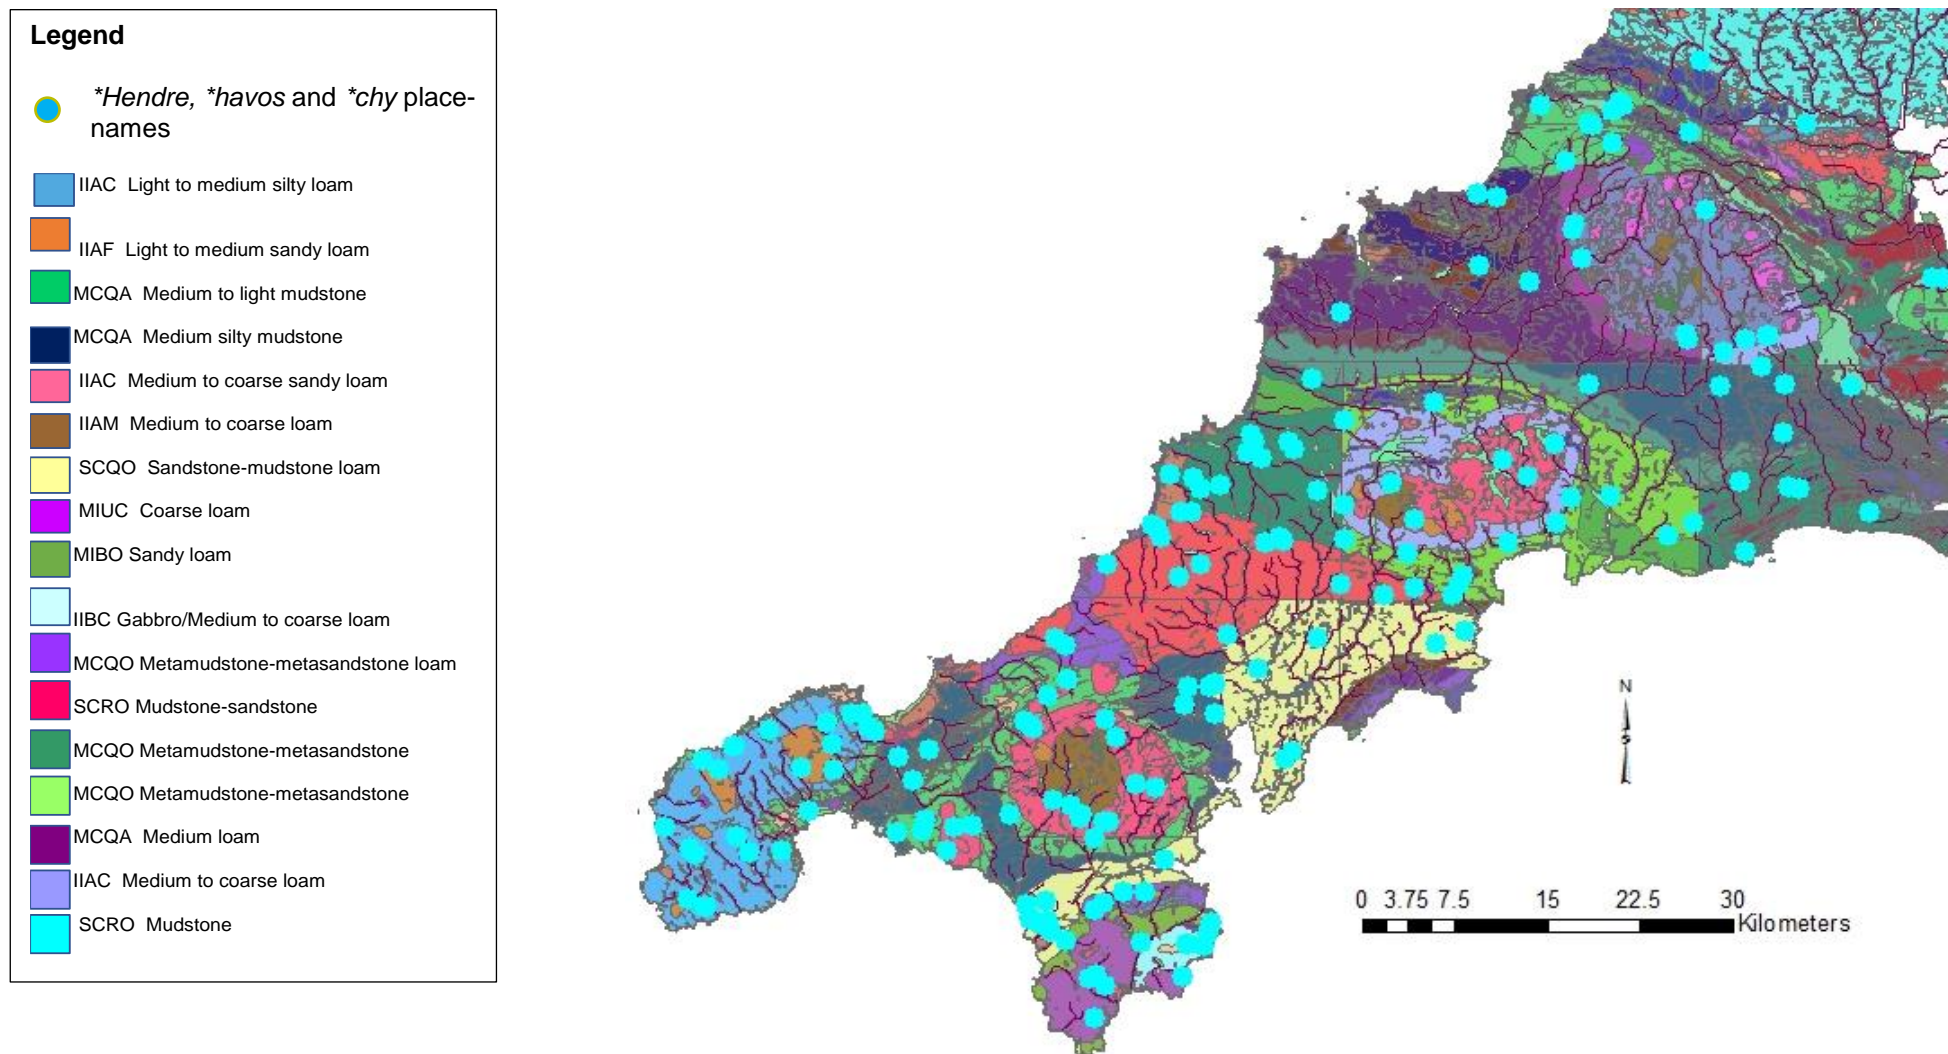 Legend
*Hendre, *havos and *chy place-
names
IIAC Light to medium silty loam
IIAF Light to medium sandy loam
MCQA Medium to light mudstone
MCQA Medium silty mudstone
IIAC Medium to coarse sandy loam
IIAM Medium to coarse loam
SCQO Sandstone-mudstone loam
MIUC Coarse loam
MIBO Sandy loam
IIBC Gabbro/Medium to coarse loam
MCQO Metamudstone-metasandstone loam
SCRO Mudstone-sandstone
MCQO Metamudstone-metasandstone
MCQO Metamudstone-metasandstone
MCQA Medium loam
IIAC Medium to coarse loam
SCRO Mudstone
N
S
0 3.75 7.5 15 22.5 30
Kilometers